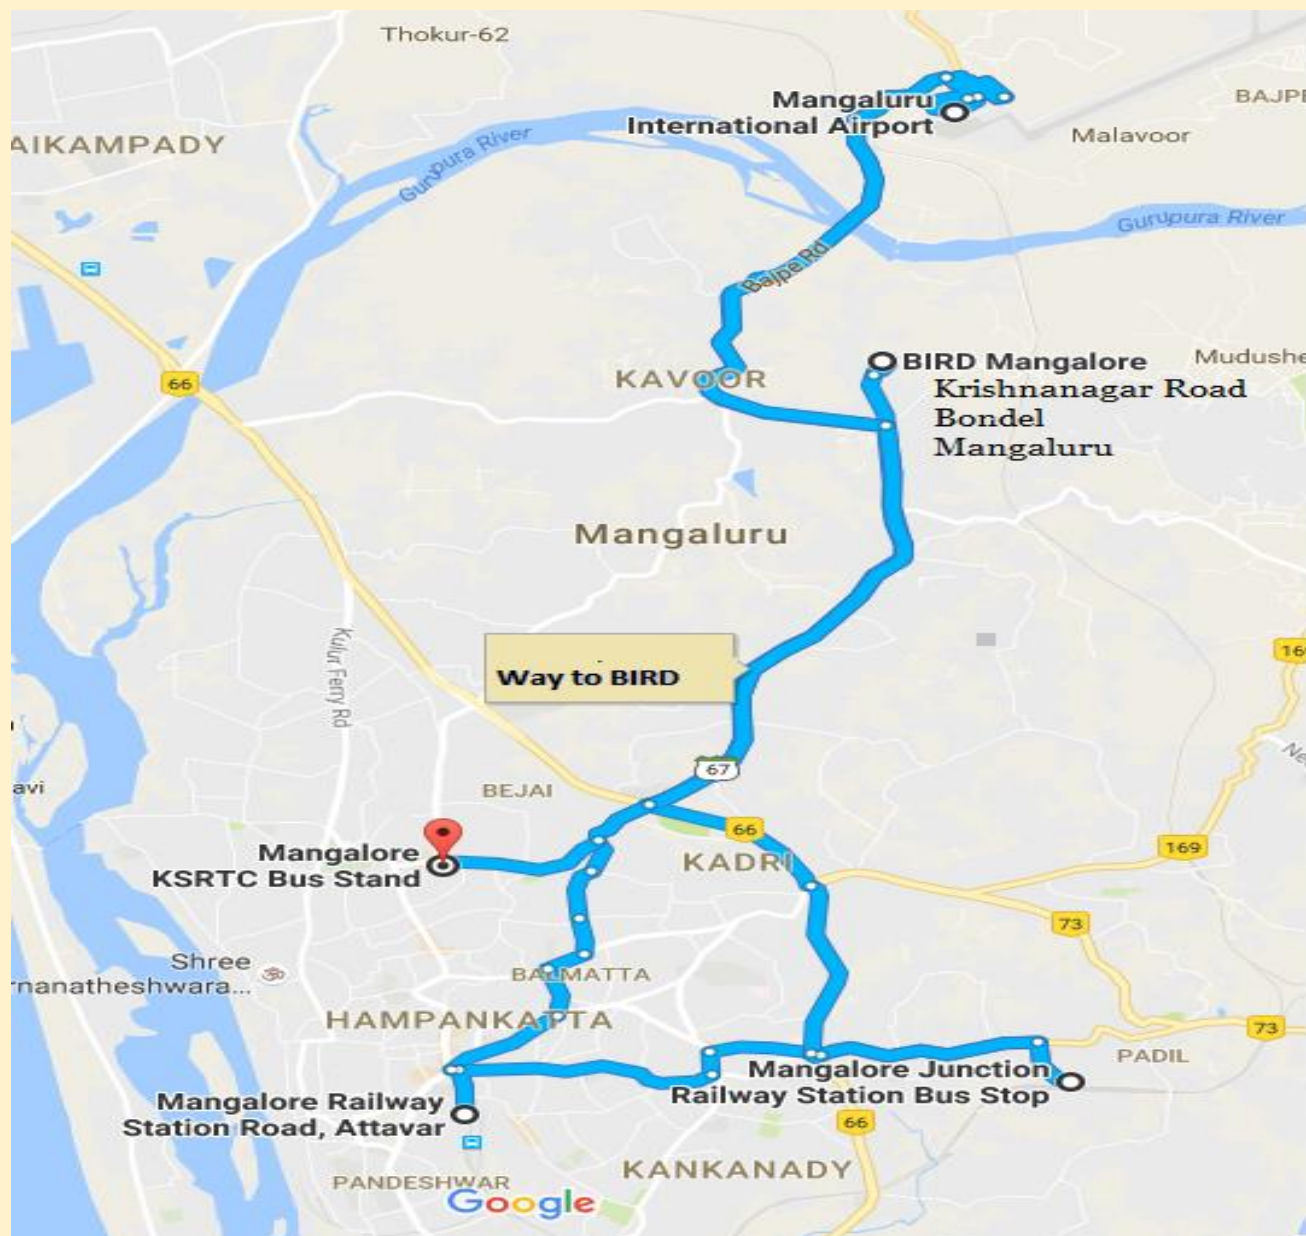 Thokur-62
Mangaluru
International Airport
BAJPE
AIKAMPADY
Malavoor
Gurupura River
Gurupura River
Bajpe Rd
66
KAVOOR
BIRD Mangalore
Krishnanagar Road
Bondel
Mangaluru
Mudushe
Mangaluru
Kulur Ferry Rd
Way to BIRD
169
Ne
67
avi
BEJAI
66
Mangalore
KSRTC Bus Stand
KADRI
169
73
Shree
rnanatheshwara...
BALMATTA
HAMPANKATTA
73
PADIL
Mangalore Junction
Railway Station Bus Stop
Mangalore Railway
Station Road, Attavar
66
KANKANADY
PANDESHWAR
Google